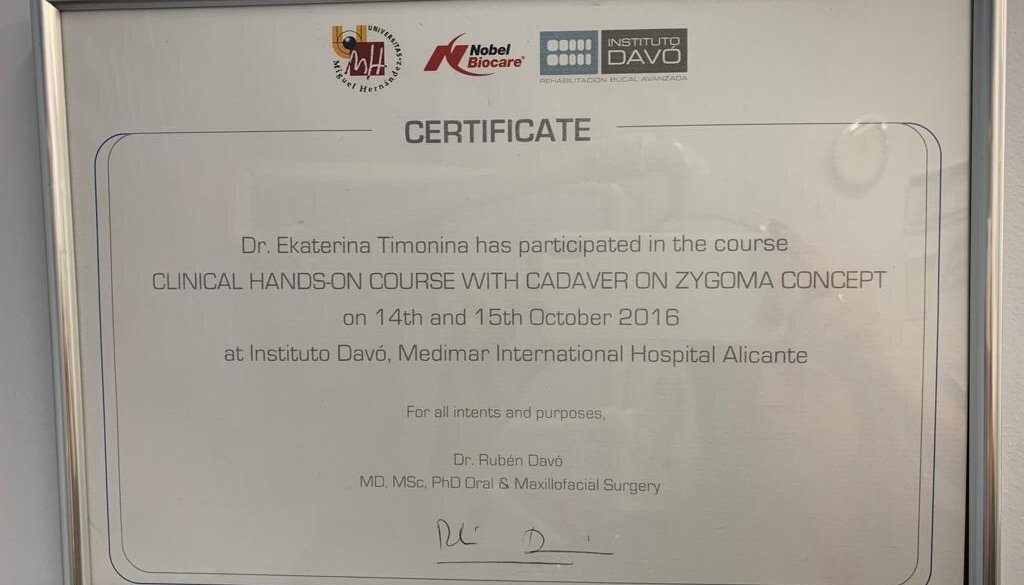 UNIVERSITAS
Miguel Hernández
Nobel
Biocare
INSTITUTO
DAVÓ
REHABILITACIÓN BUCAL AVANZADA
CERTIFICATE
Dr. Ekaterina Timonina has participated in the course
CLINICAL HANDS-ON COURSE WITH CADAVER ON ZYGOMA CONCEPT
on 14th and 15th October 2016
at Instituto Davó, Medimar International Hospital Alicante
For all intents and purposes,
Dr. Rubén Davó
MD, MSc, PhD Oral & Maxillofacial Surgery